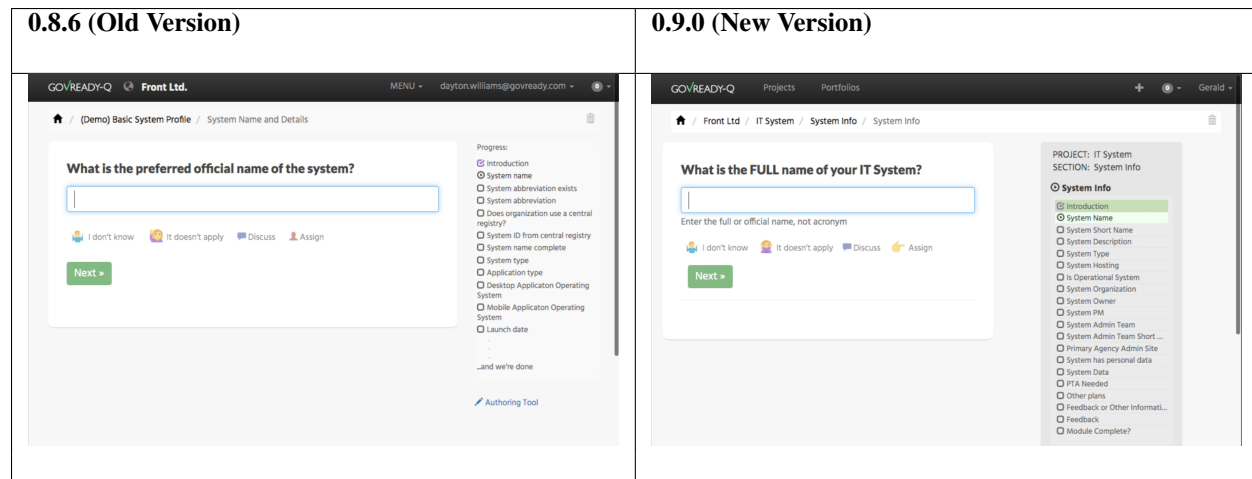 0.8.6 (Old Version)
GOV√READY-Q Front Ltd. MENU dayton.williams@govready.com 0
/ (Demo) Basic System Profile / System Name and Details
What is the preferred official name of the system?
I don't know It doesn't apply Discuss Assign
Next »
Progress:
Introduction
System name
System abbreviation exists
System abbreviation
Does organization use a central
registry?
System ID from central registry
System name complete
System type
Application type
Desktop Applicaton Operating
System
Mobile Applicaton Operating
System
Launch date
.
.
.
...and we're done
Authoring Tool
0.9.0 (New Version)
GOV√READY-Q Projects Portfolios + 0 Gerald
/ Front Ltd / IT System / System Info / System Info
What is the FULL name of your IT System?
Enter the full or official name, not acronym
I don't know It doesn't apply Discuss Assign
Next »
PROJECT: IT System
SECTION: System Info
System Info
Introduction
System Name
System Short Name
System Description
System Type
System Hosting
Is Operational System
System Organization
System Owner
System PM
System Admin Team
System Admin Team Short ...
Primary Agency Admin Site
System has personal data
System Data
PTA Needed
Other plans
Feedback or Other Informati...
Feedback
Module Complete?